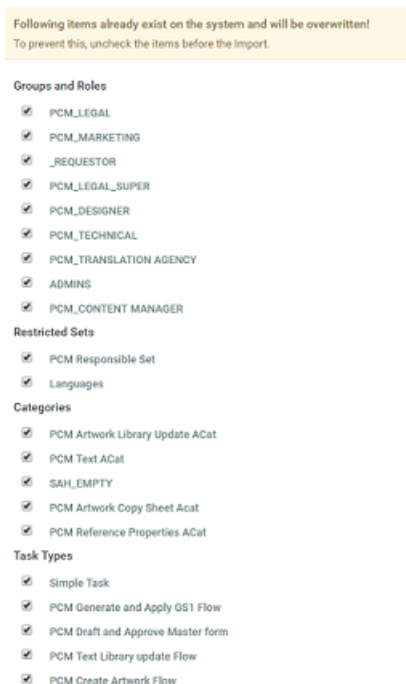 Following items already exist on the system and will be overwritten!
To prevent this, uncheck the items before the Import.
Groups and Roles
PCM_LEGAL
PCM_MARKETING
_REQUESTOR
PCM_LEGAL_SUPER
PCM_DESIGNER
PCM_TECHNICAL
PCM_TRANSLATION AGENCY
ADMINS
PCM_CONTENT MANAGER
Restricted Sets
PCM Responsible Set
Languages
Categories
PCM Artwork Library Update ACat
PCM Text ACat
SAH_EMPTY
PCM Artwork Copy Sheet Acat
PCM Reference Properties ACat
Task Types
Simple Task
PCM Generate and Apply GS1 Flow
PCM Draft and Approve Master form
PCM Text Library update Flow
PCM Create Artwork Flow